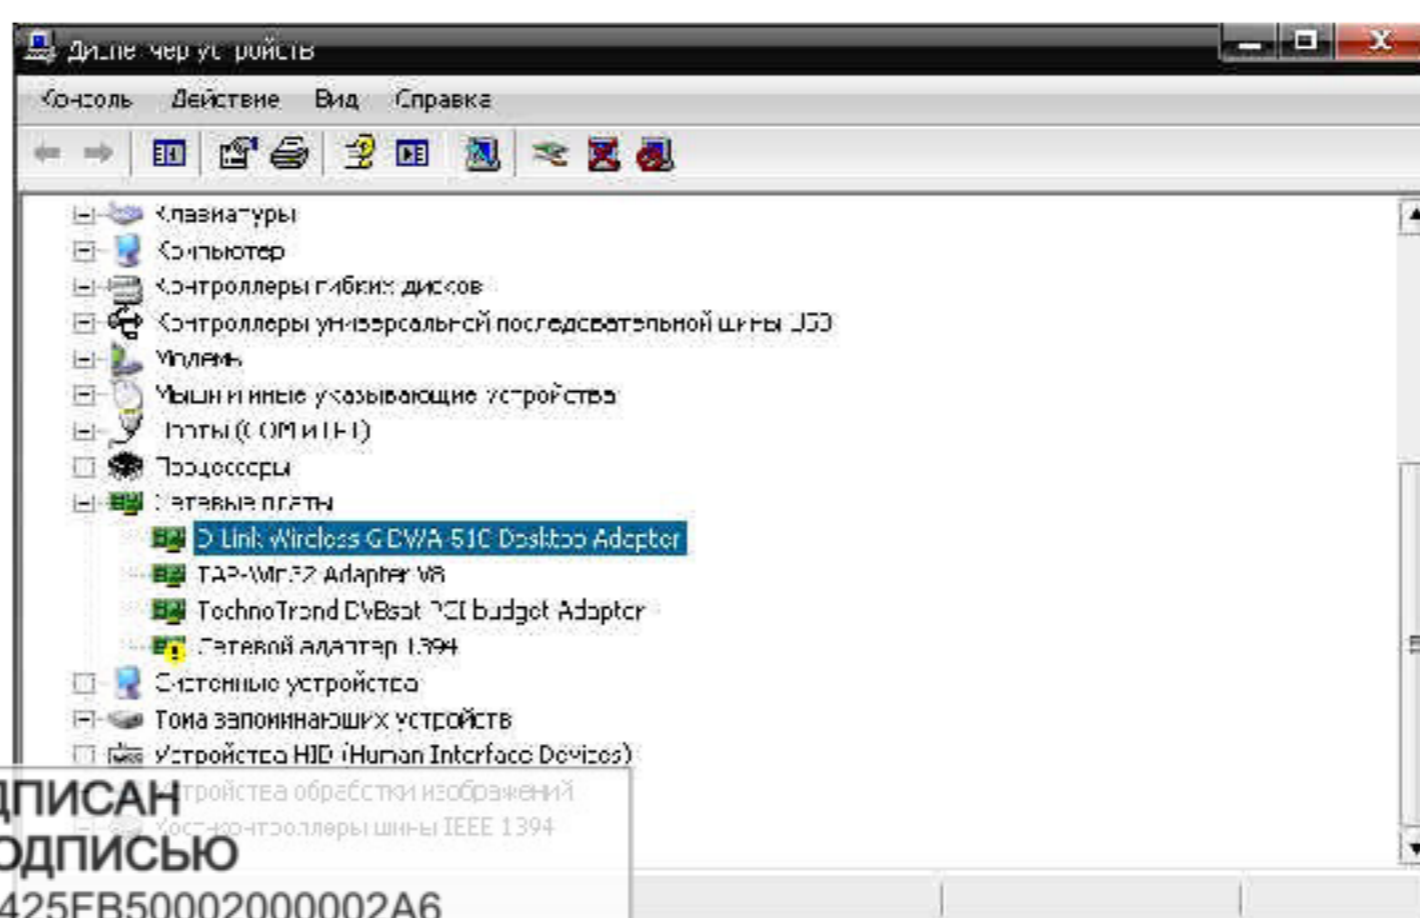 Диспетчер устройств
Консоль Действие Вид Справка
Клавиатуры
Компьютер
Контроллеры гибких дисков
Контроллеры универсальной последовательной шины USB
Модемы
Мыши и иные указывающие устройства
Порты (COM и LPT)
Процессоры
Сетевые платы
D-Link Wireless G DWA-510 Desktop Adapter
TAP-Win32 Adapter V8
TechnoTrend DVBsat PCI budget Adapter
Сетевой адаптер 1394
Системные устройства
Тома запоминающих устройств
Устройства HID (Human Interface Devices)
Устройства обработки изображений
Хост-контроллеры шины IEEE 1394
ДПИСАН
ОДПИСЬЮ
425FB50002000002A6